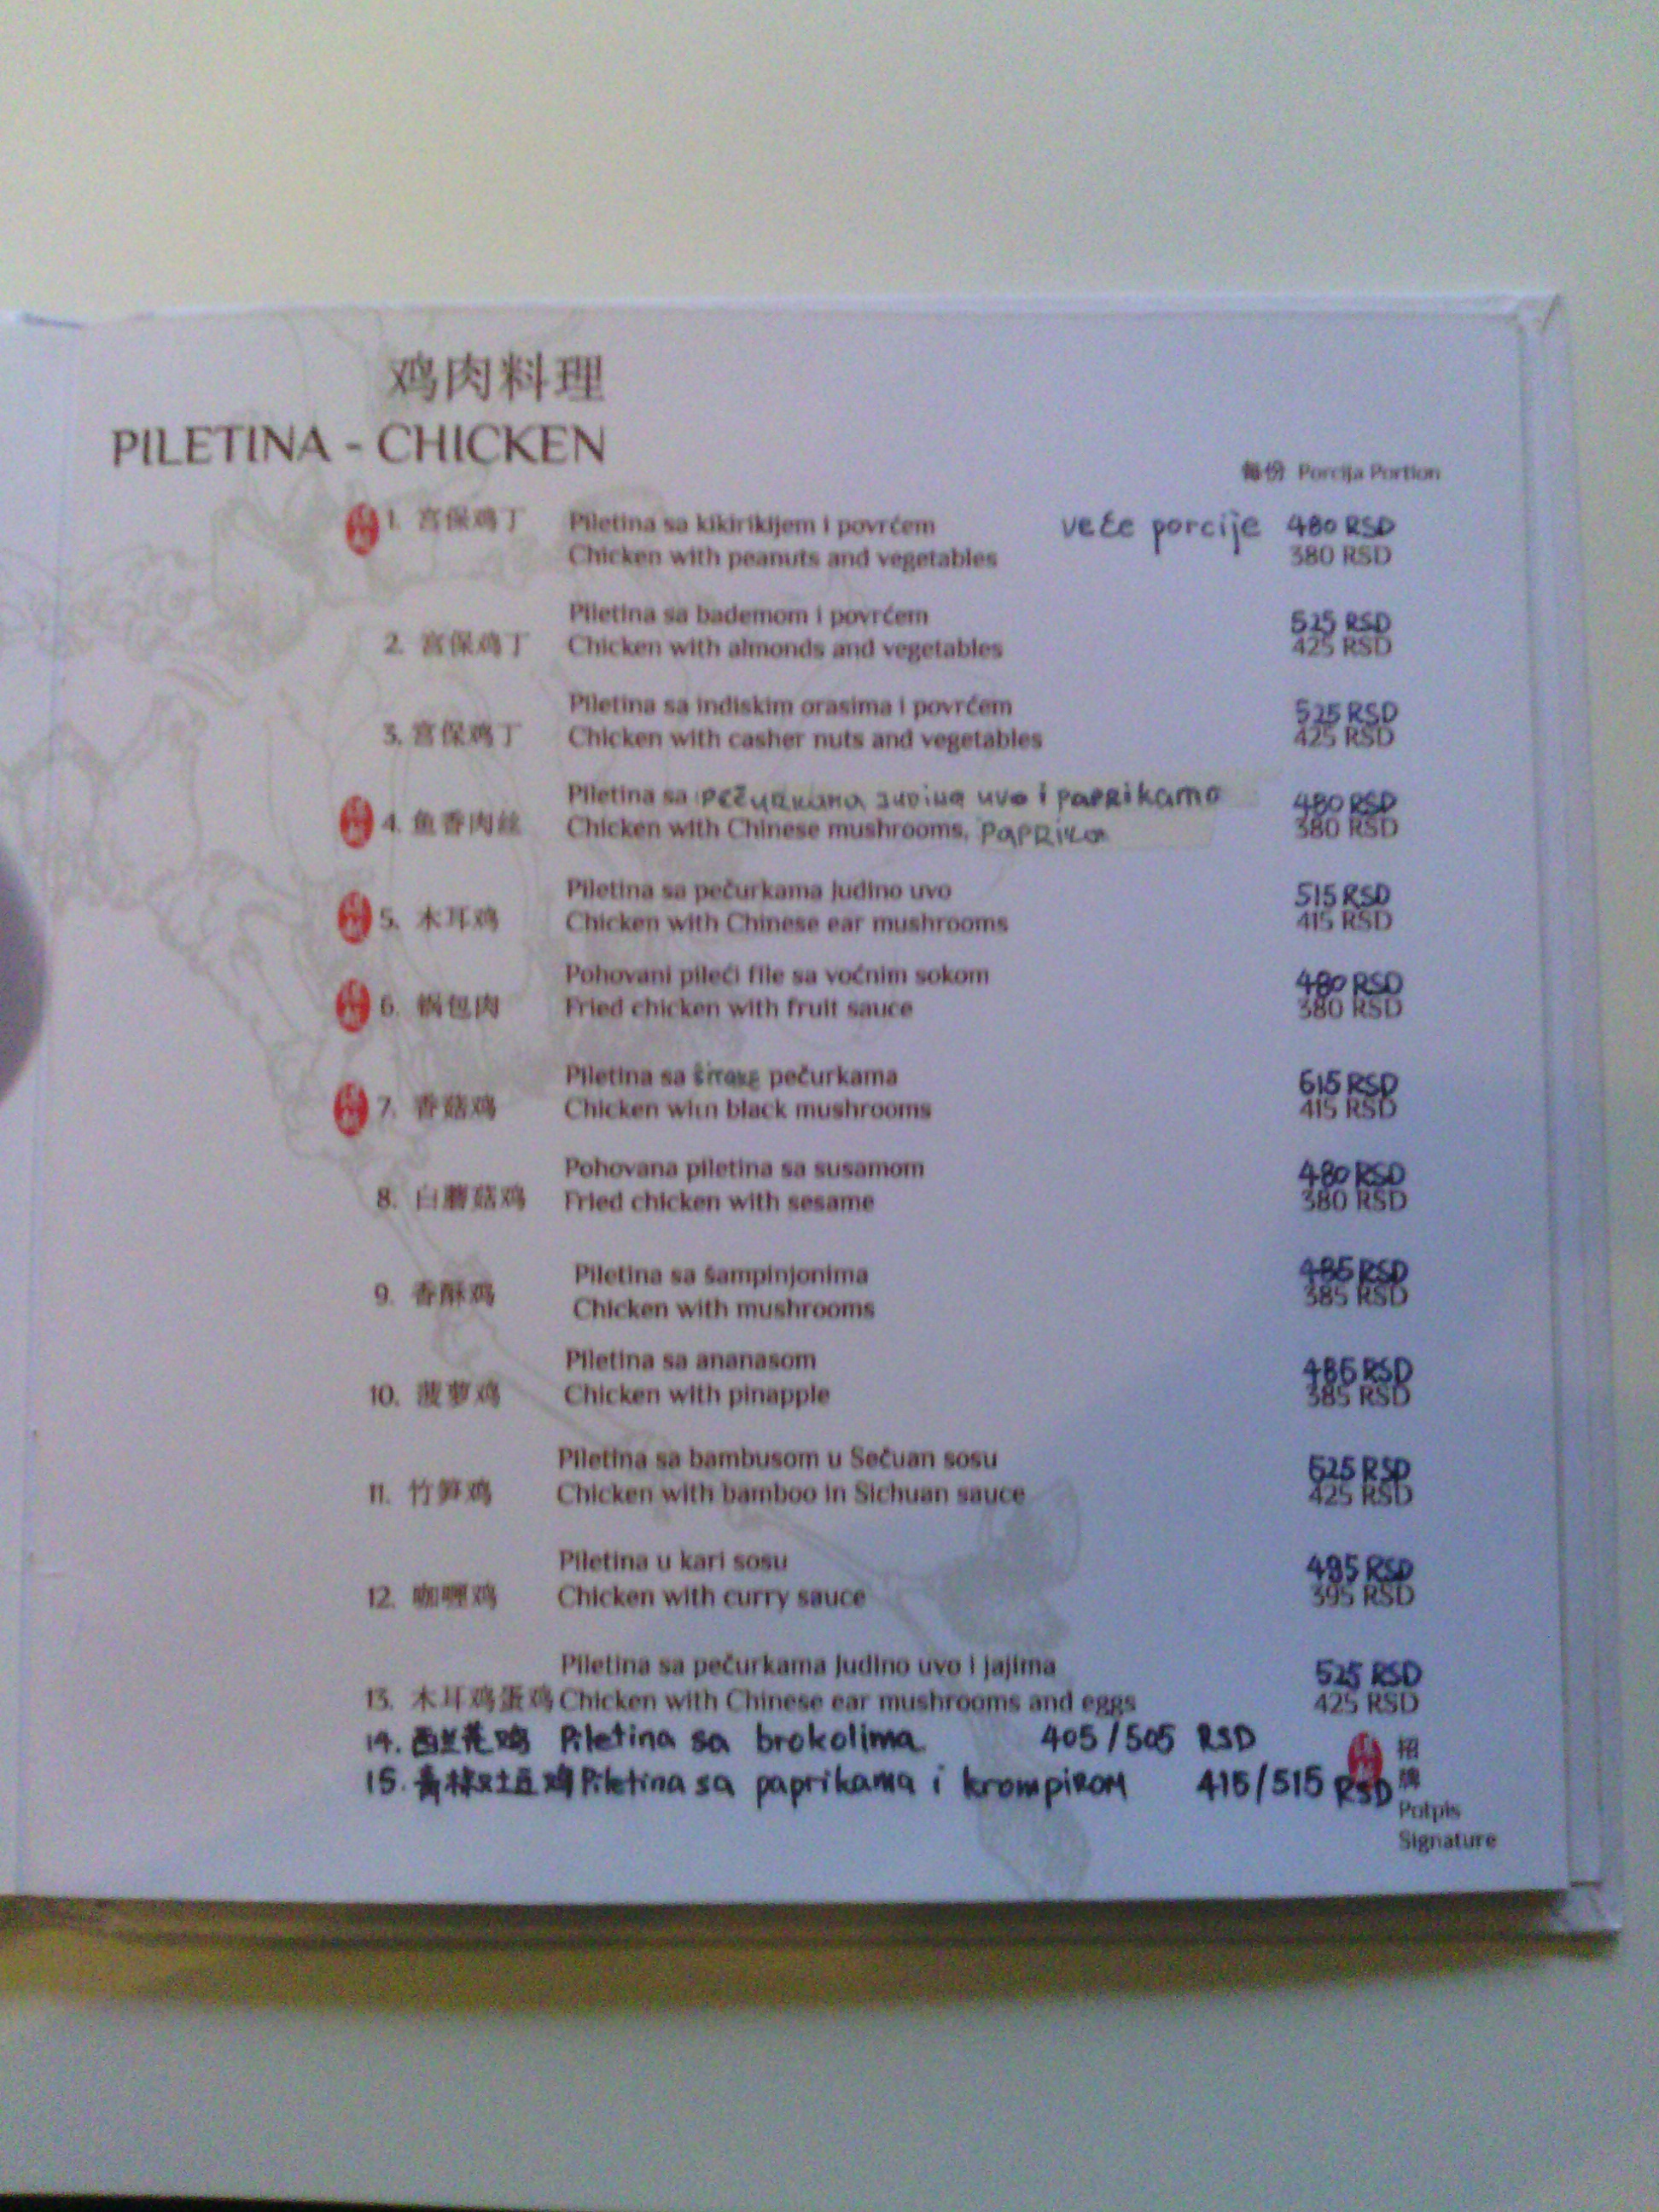 鸡肉料理
PILETINA - CHICKEN
每份 Porcija Portion
1. 宫保鸡丁 Piletina sa kikirikijem i povrćem veće porcije 480 RSD
Chicken with peanuts and vegetables 380 RSD
Piletina sa bademom i povrćem 525 RSD
2. 宫保鸡丁 Chicken with almonds and vegetables 425 RSD
Piletina sa indiskim orasima i povrćem 525 RSD
3. 宫保鸡丁 Chicken with casher nuts and vegetables 425 RSD
Piletina sa uvo i paprikama 480 RSD
4. 鱼香肉丝 Chicken with Chinese mushrooms, paprika 380 RSD
Piletina sa pečurkama judino uvo 515 RSD
5. 木耳鸡 Chicken with Chinese ear mushrooms 415 RSD
Pohovani pileći file sa voćnim sokom 480 RSD
6. 锅包肉 Fried chicken with fruit sauce 380 RSD
Piletina sa pečurkama 615 RSD
7. 香菇鸡 Chicken with black mushrooms 415 RSD
Pohovana piletina sa susamom 480 RSD
8. 白蘑菇鸡 Fried chicken with sesame 380 RSD
Piletina sa šampinjonima 485 RSD
9. 香酥鸡 Chicken with mushrooms 385 RSD
Piletina sa ananasom 485 RSD
10. 菠萝鸡 Chicken with pinapple 385 RSD
Piletina sa bambusom u Sečuan sosu 525 RSD
11. 竹笋鸡 Chicken with bamboo in Sichuan sauce 425 RSD
Piletina u kari sosu 495 RSD
12. 咖喱鸡 Chicken with curry sauce 395 RSD
Piletina sa pečurkama judino uvo i jajima 525 RSD
13. 木耳鸡蛋鸡 Chicken with Chinese ear mushrooms and eggs 425 RSD
14. 西兰花鸡 Piletina sa brokolima 405/505 RSD
15. Piletina sa paprikama i krompirom 415/515 RSD
招牌
Potpis
Signature